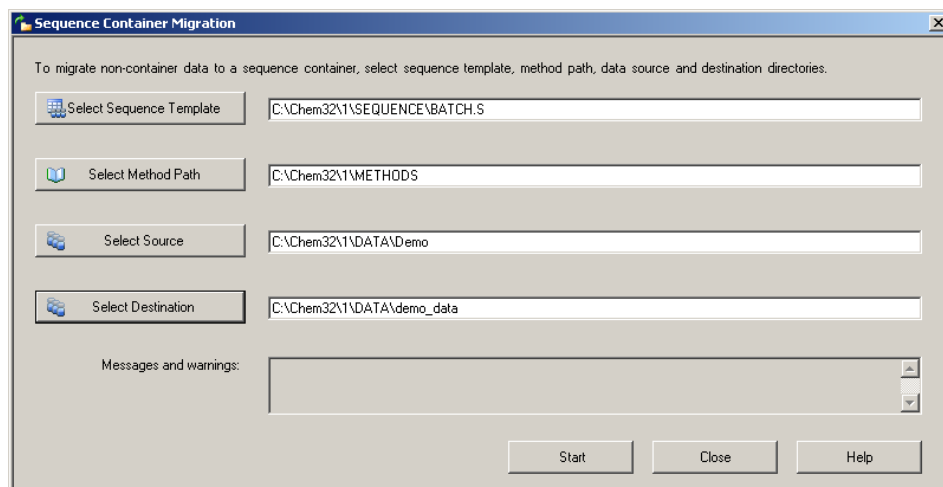 Sequence Container Migration
To migrate non-container data to a sequence container, select sequence template, method path, data source and destination directories.
Select Sequence Template C:\Chem32\1\SEQUENCE\BATCH.S
Select Method Path C:\Chem32\1\METHODS
Select Source C:\Chem32\1\DATA\Demo
Select Destination C:\Chem32\1\DATA\demo_data
Messages and warnings:
Start Close Help